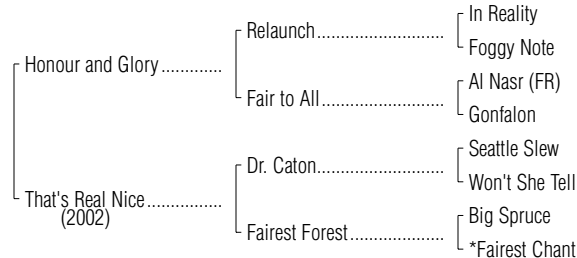 In Reality
Relaunch
Foggy Note
Honour and Glory
Al Nasr (FR)
Fair to All
Gonfalon
Seattle Slew
Dr. Caton
Won't She Tell
That's Real Nice
(2002)
Big Spruce
Fairest Forest
*Fairest Chant